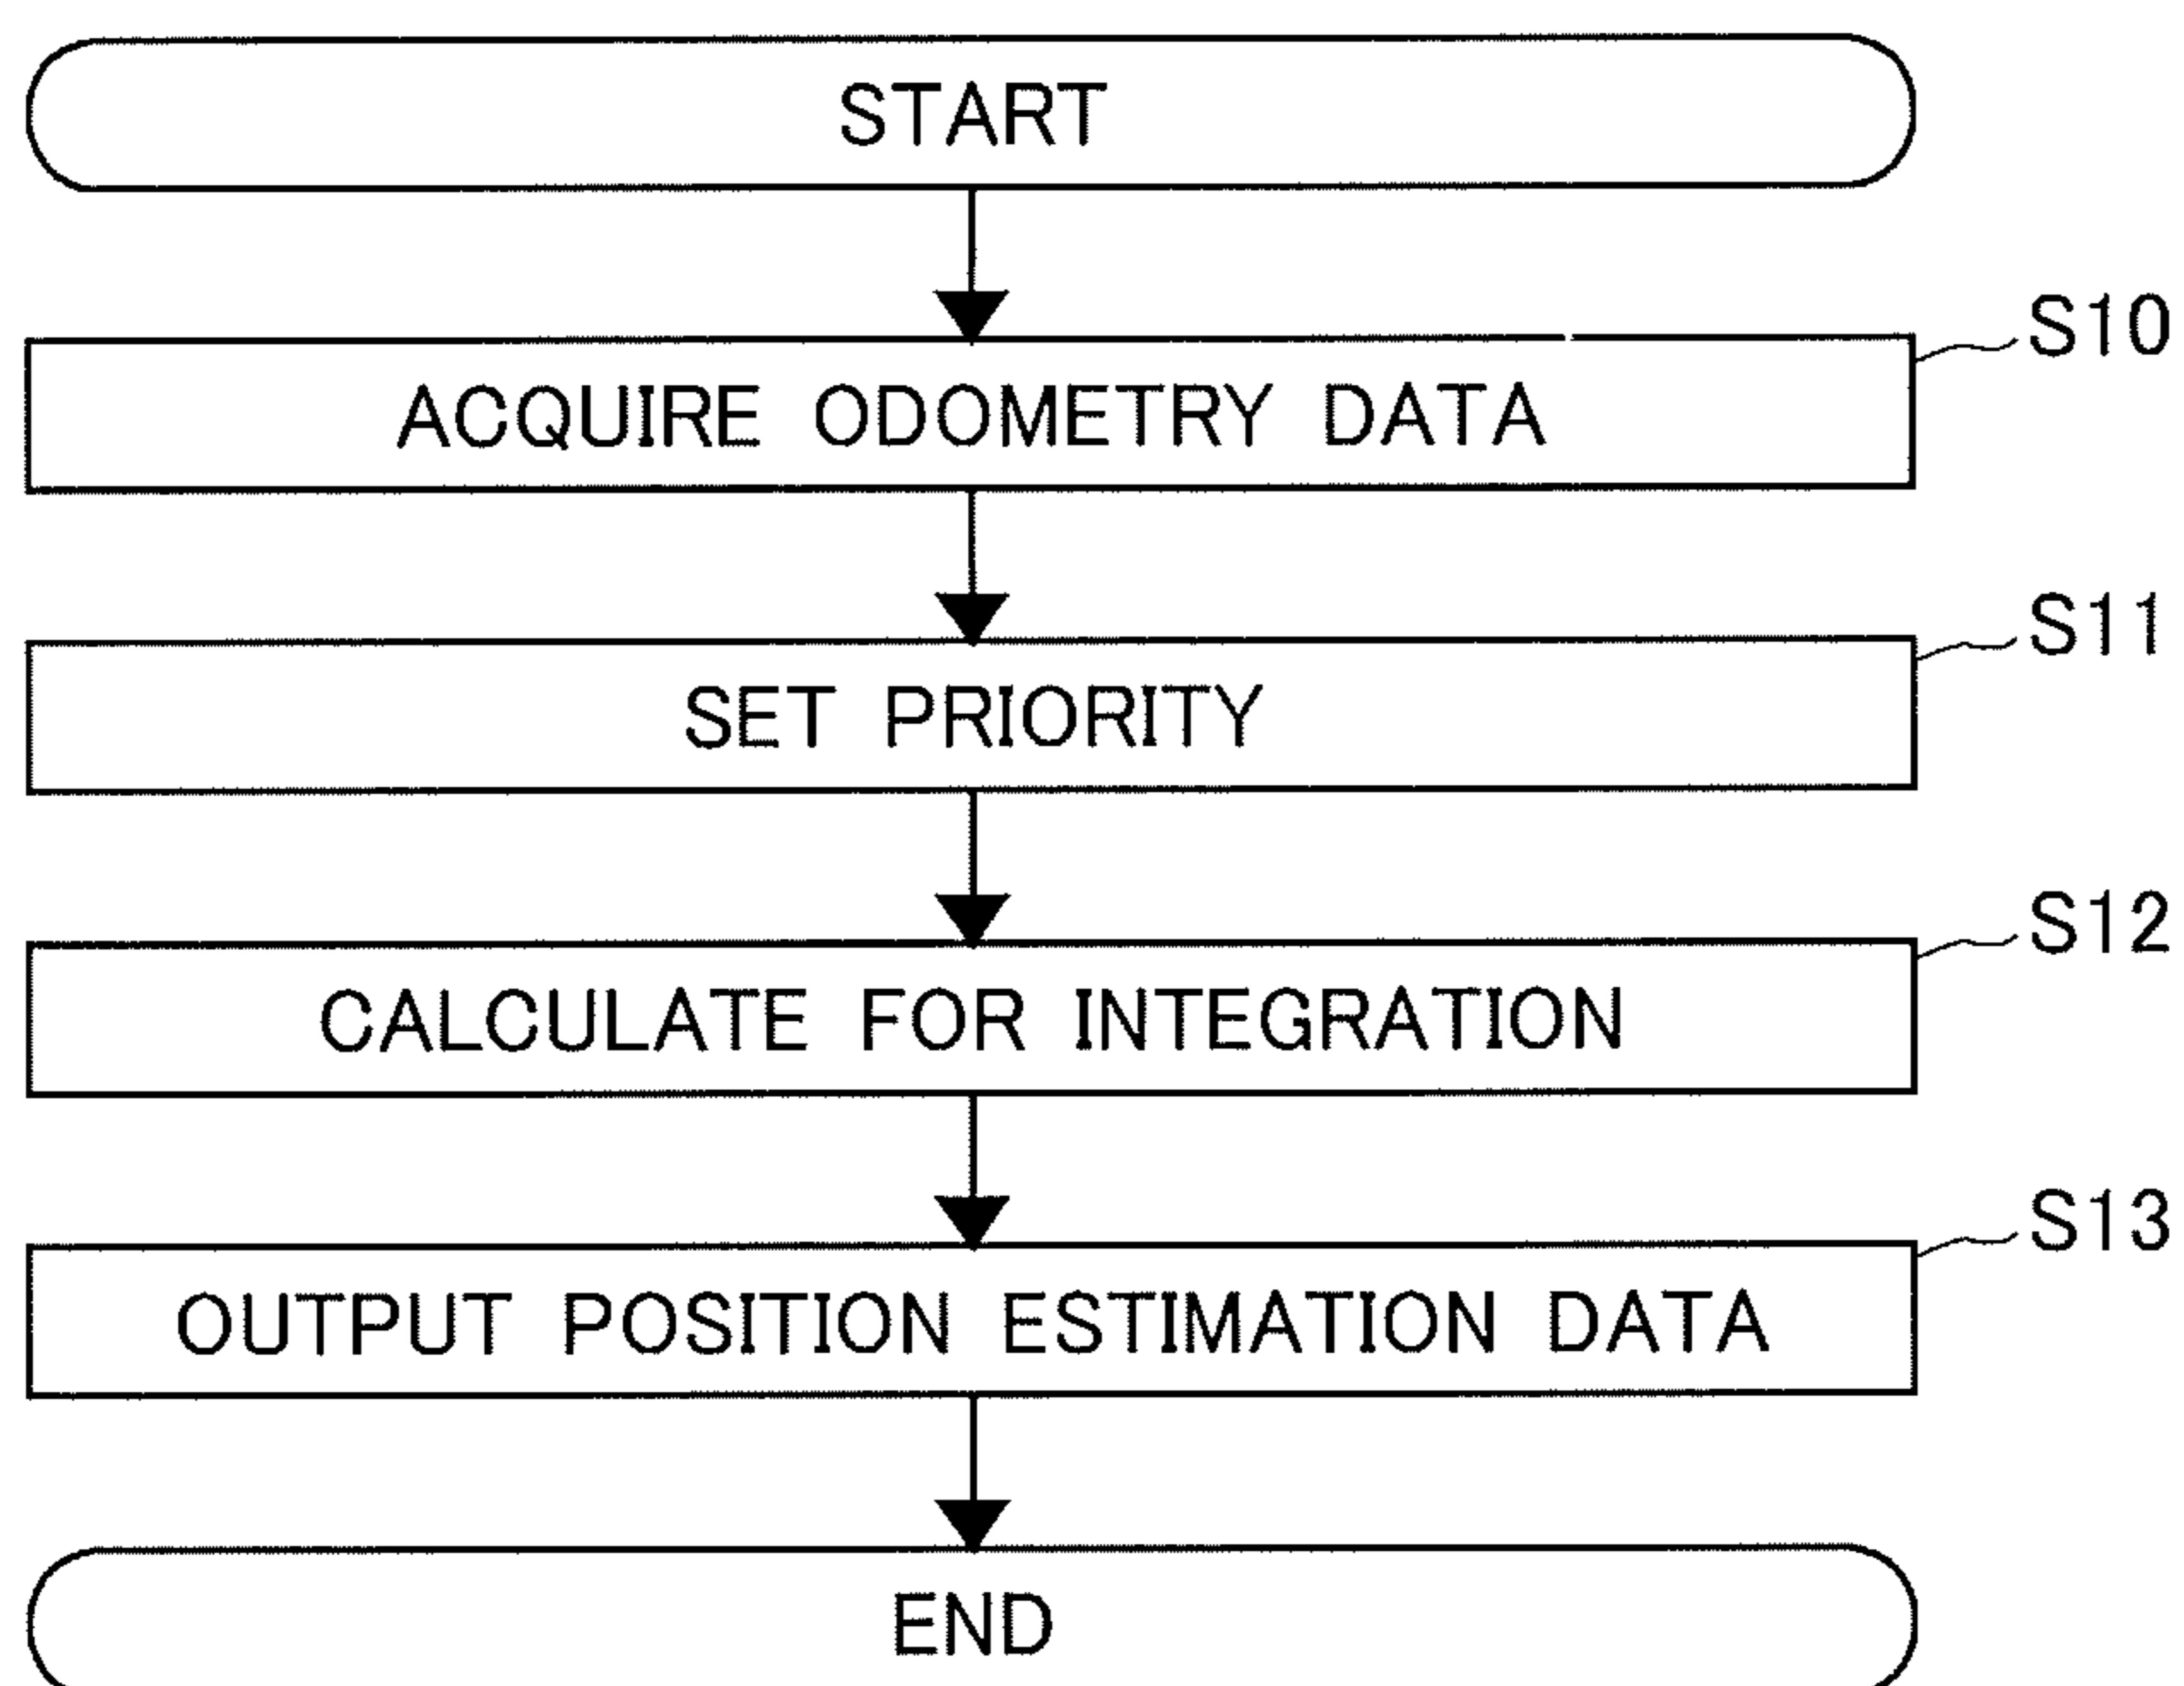 START
S10
ACQUIRE ODOMETRY DATA
S11
SET PRIORITY
S12
CALCULATE FOR INTEGRATION
S13
OUTPUT POSITION ESTIMATION DATA
END